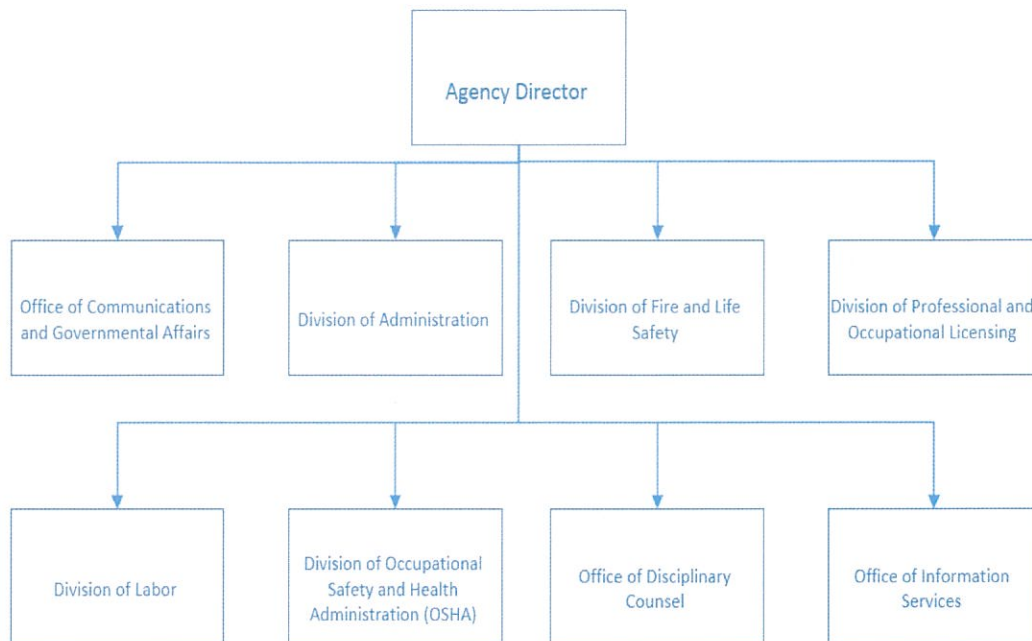 Agency Director
Office of Communications
and Governmental Affairs
Division of Administration
Division of Fire and Life
Safety
Division of Professional and
Occupational Licensing
Division of Labor
Division of Occupational
Safety and Health
Administration (OSHA)
Office of Disciplinary
Counsel
Office of Information
Services